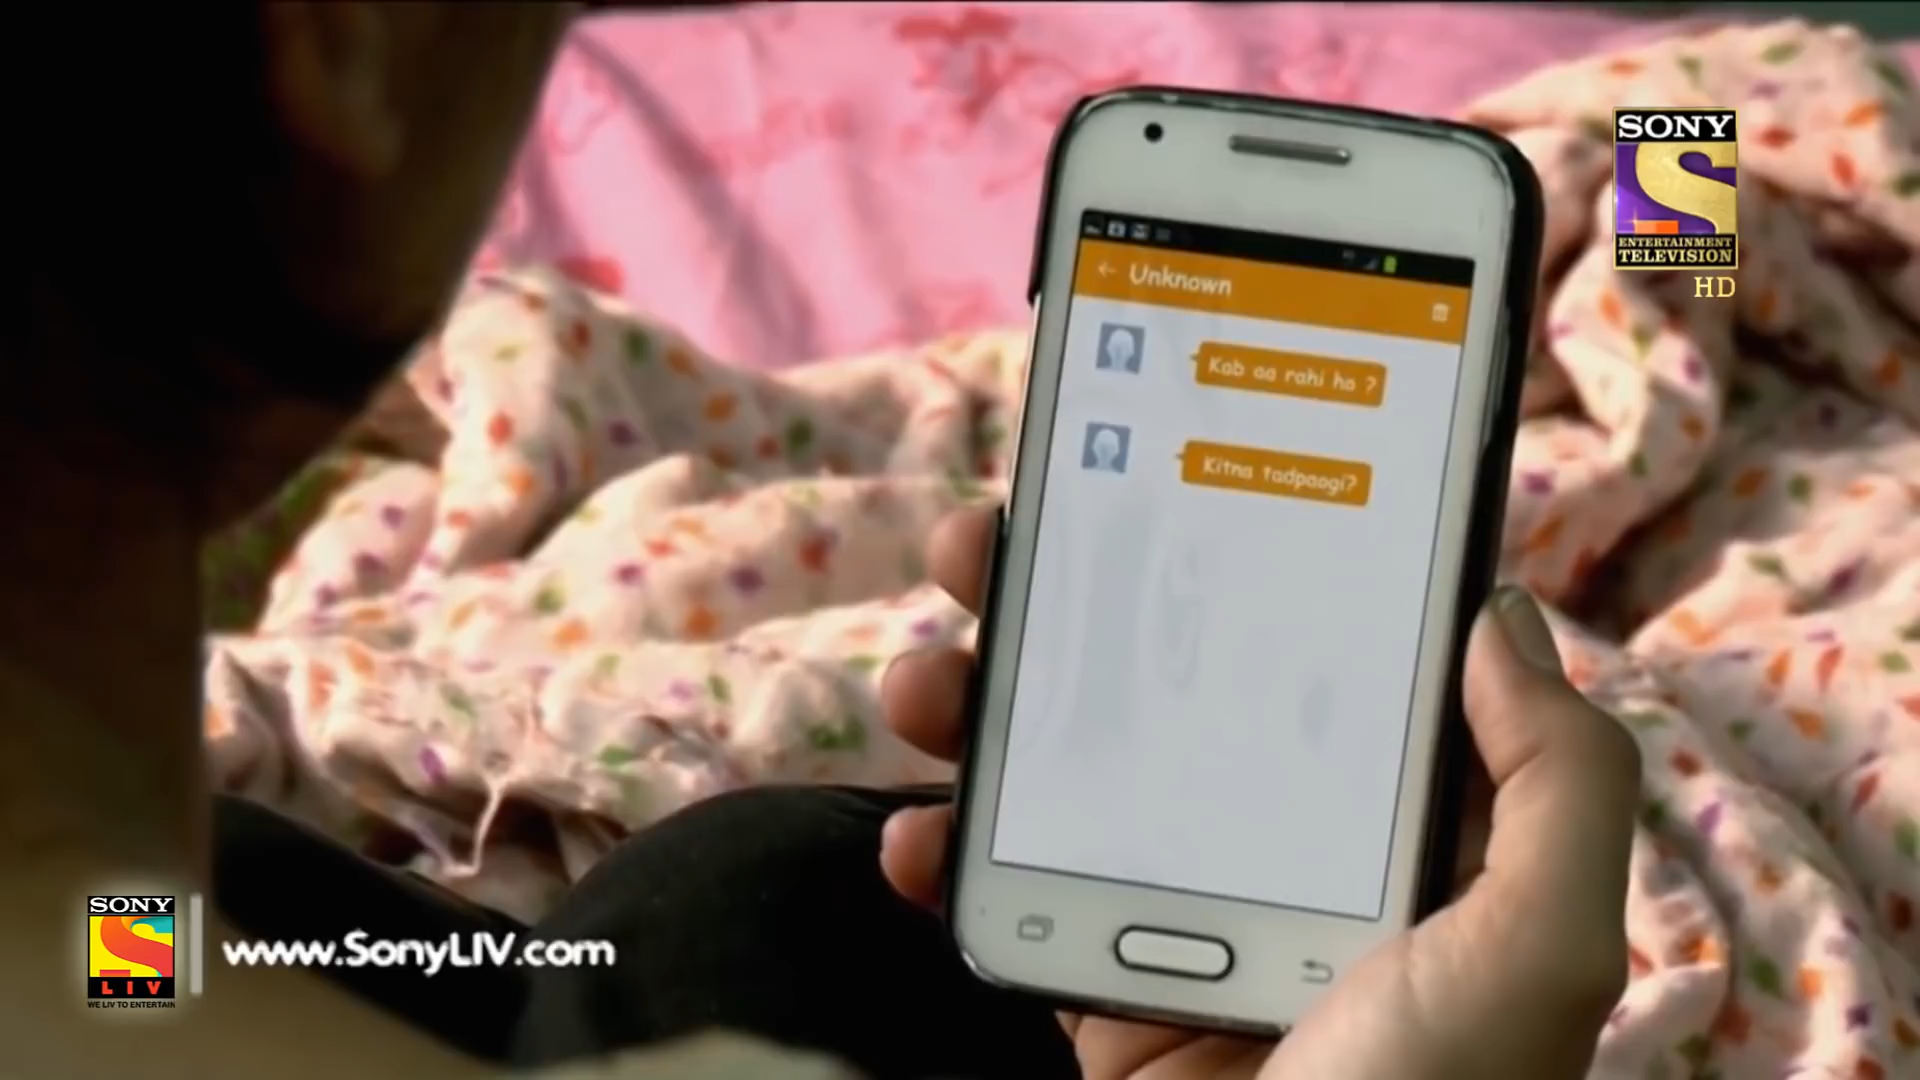 SONY
ENTERTAINMENT
TELEVISION
HD
Unknown
Kab aa rahi ho ?
Kitna tadpaogi?
SONY
LIV
WE LIV TO ENTERTAIN
www.SonyLIV.com